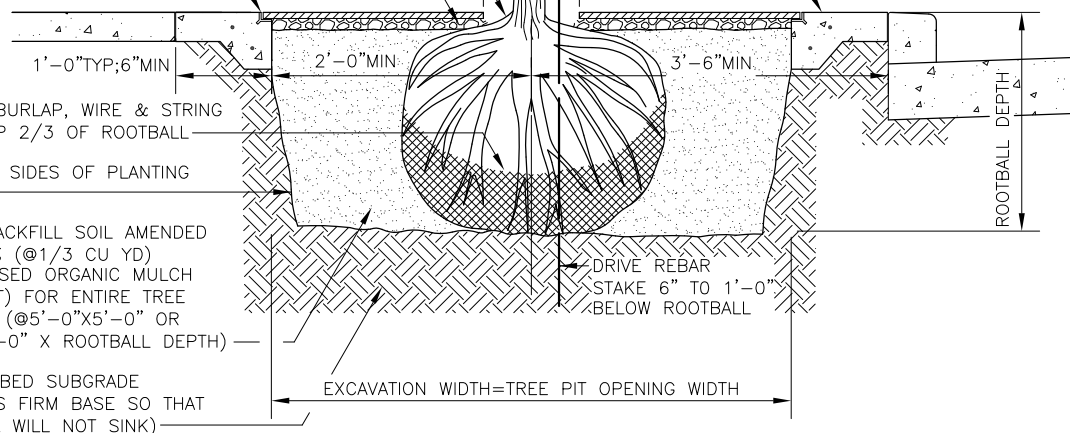 1'-0"TYP;6"MIN
2'-0"MIN
3'-6"MIN
BURLAP, WIRE & STRING
2/3 OF ROOTBALL
SIDES OF PLANTING
ROOTBALL DEPTH
SOIL AMENDED
(@1/3 CU YD)
ORGANIC MULCH
FOR ENTIRE TREE
(@5'-0"X5'-0" OR
-0" X ROOTBALL DEPTH)
DRIVE REBAR
STAKE 6" TO 1'-0"
BELOW ROOTBALL
SUBGRADE
FIRM BASE SO THAT
WILL NOT SINK)
EXCAVATION WIDTH=TREE PIT OPENING WIDTH